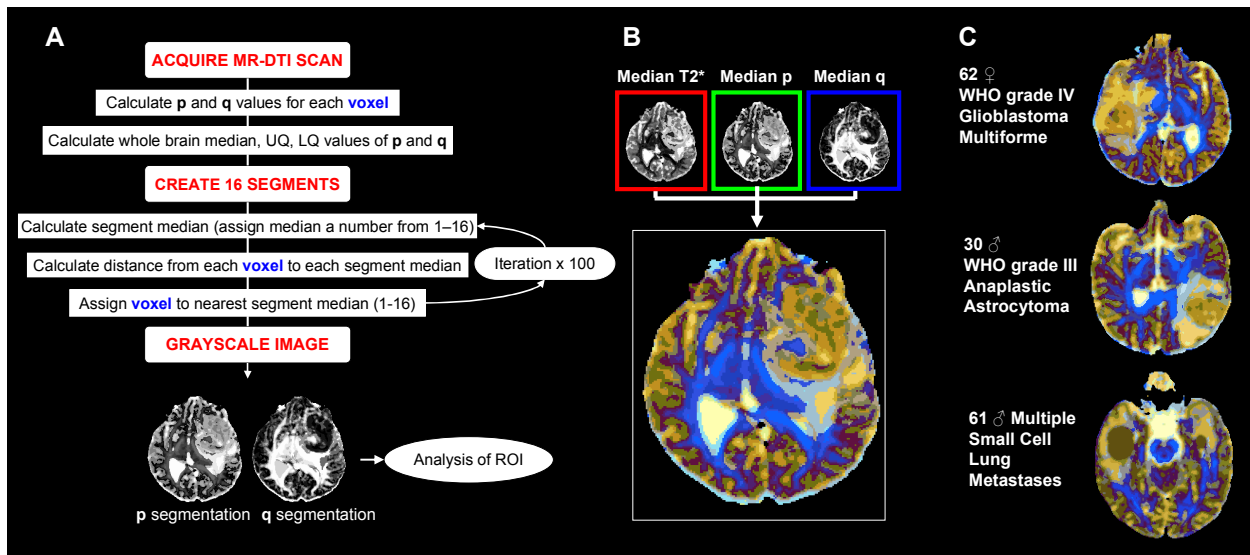 A
ACQUIRE MR-DTI SCAN
Calculate p and q values for each voxel
Calculate whole brain median, UQ, LQ values of p and q
CREATE 16 SEGMENTS
Calculate segment median (assign median a number from 1–16)
Calculate distance from each voxel to each segment median
Iteration x 100
Assign voxel to nearest segment median (1-16)
GRAYSCALE IMAGE
Analysis of ROI
p segmentation q segmentation
B
Median T2* Median p Median q
C
62 ♀
WHO grade IV
Glioblastoma
Multiforme
30 ♂
WHO grade III
Anaplastic
Astrocytoma
61 ♂ Multiple
Small Cell
Lung
Metastases